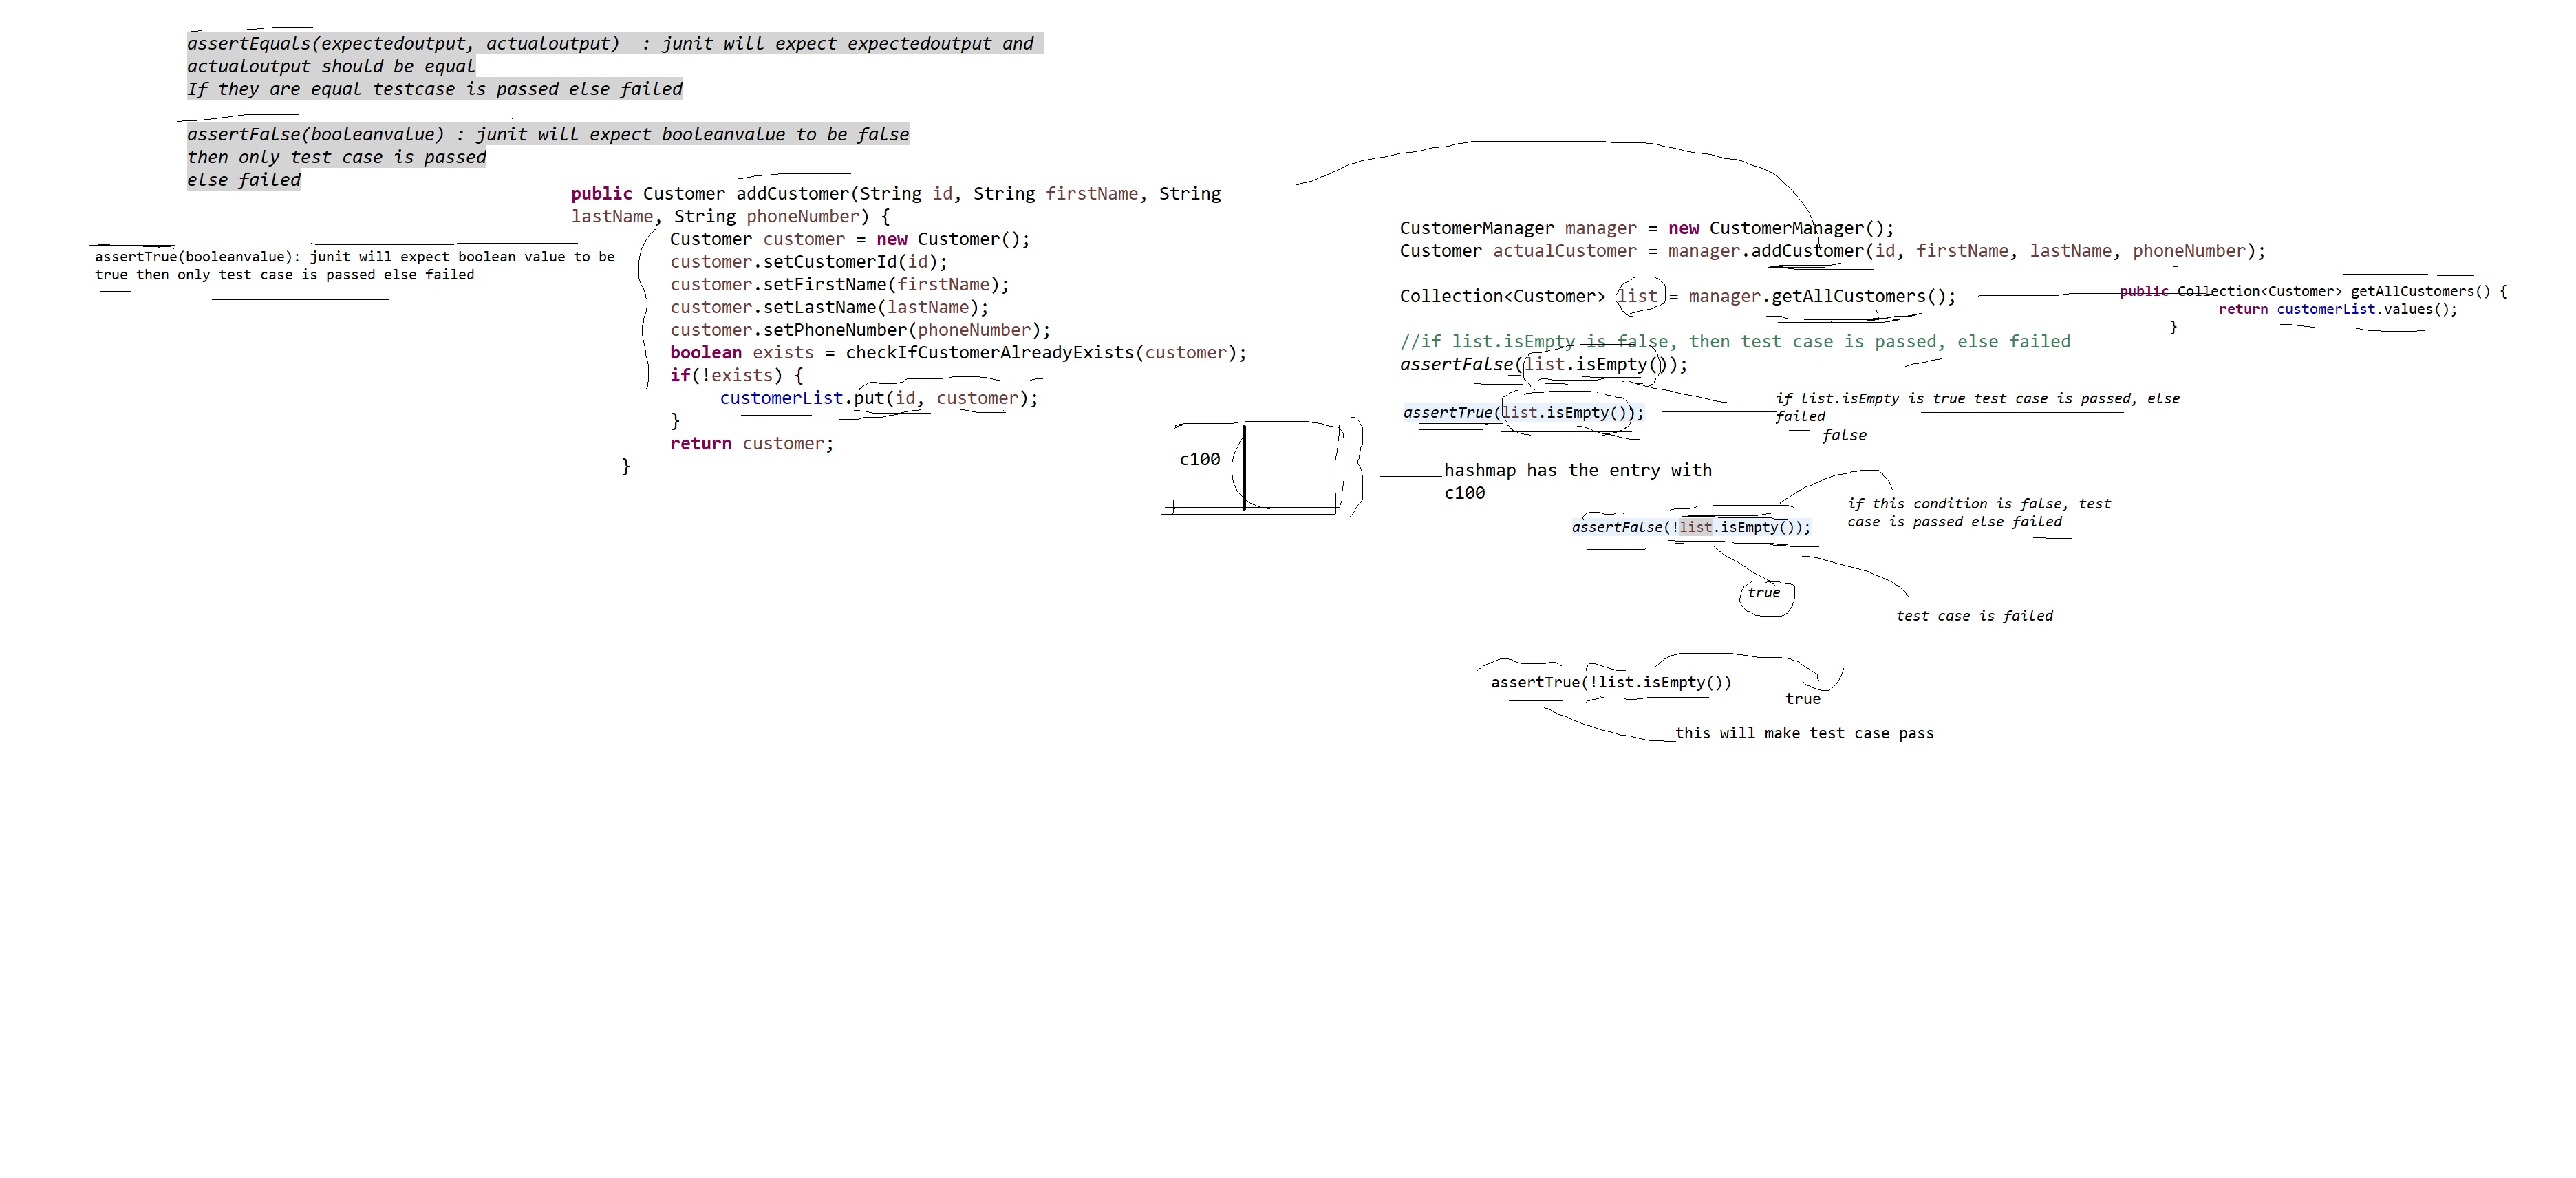 assertEquals(expectedoutput, actualoutput)  : junit will expect expectedoutput and
actualoutput should be equal
If they are equal testcase is passed else failed
assertFalse(booleanvalue) : junit will expect booleanvalue to be false
then only test case is passed
else failed
assertTrue(booleanvalue): junit will expect boolean value to be
true then only test case is passed else failed
public Customer addCustomer(String id, String firstName, String
lastName, String phoneNumber) {
Customer customer = new Customer();
customer.setCustomerId(id);
customer.setFirstName(firstName);
customer.setLastName(lastName);
customer.setPhoneNumber(phoneNumber);
boolean exists = checkIfCustomerAlreadyExists(customer);
if(!exists) {
customerList.put(id, customer);
}
return customer;
}
CustomerManager manager = new CustomerManager();
Customer actualCustomer = manager.addCustomer(id, firstName, lastName, phoneNumber);
Collection<Customer> list = manager.getAllCustomers();
public Collection<Customer> getAllCustomers() {
return customerList.values();
}
//if list.isEmpty is false, then test case is passed, else failed
assertFalse(list.isEmpty());
assertTrue(list.isEmpty());
if list.isEmpty is true test case is passed, else
failed
false
c100
hashmap has the entry with
c100
assertFalse(!list.isEmpty());
if this condition is false, test
case is passed else failed
true
test case is failed
assertTrue(!list.isEmpty())
true
this will make test case pass